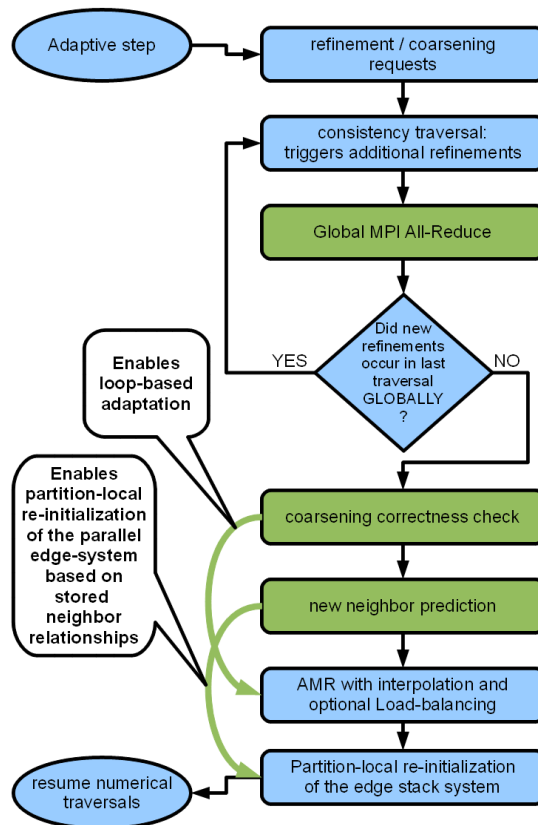 Adaptive step
refinement / coarsening
requests
consistency traversal:
triggers additional refinements
Global MPI All-Reduce
Did new
refinements
occur in last
traversal
GLOBALLY
?
YES
NO
Enables
loop-based
adaptation
Enables
partition-local
re-initialization
of the parallel
edge-system
based on
stored
neighbor
relationships
coarsening correctness check
new neighbor prediction
AMR with interpolation and
optional Load-balancing
Partition-local re-initialization
of the edge stack system
resume numerical
traversals